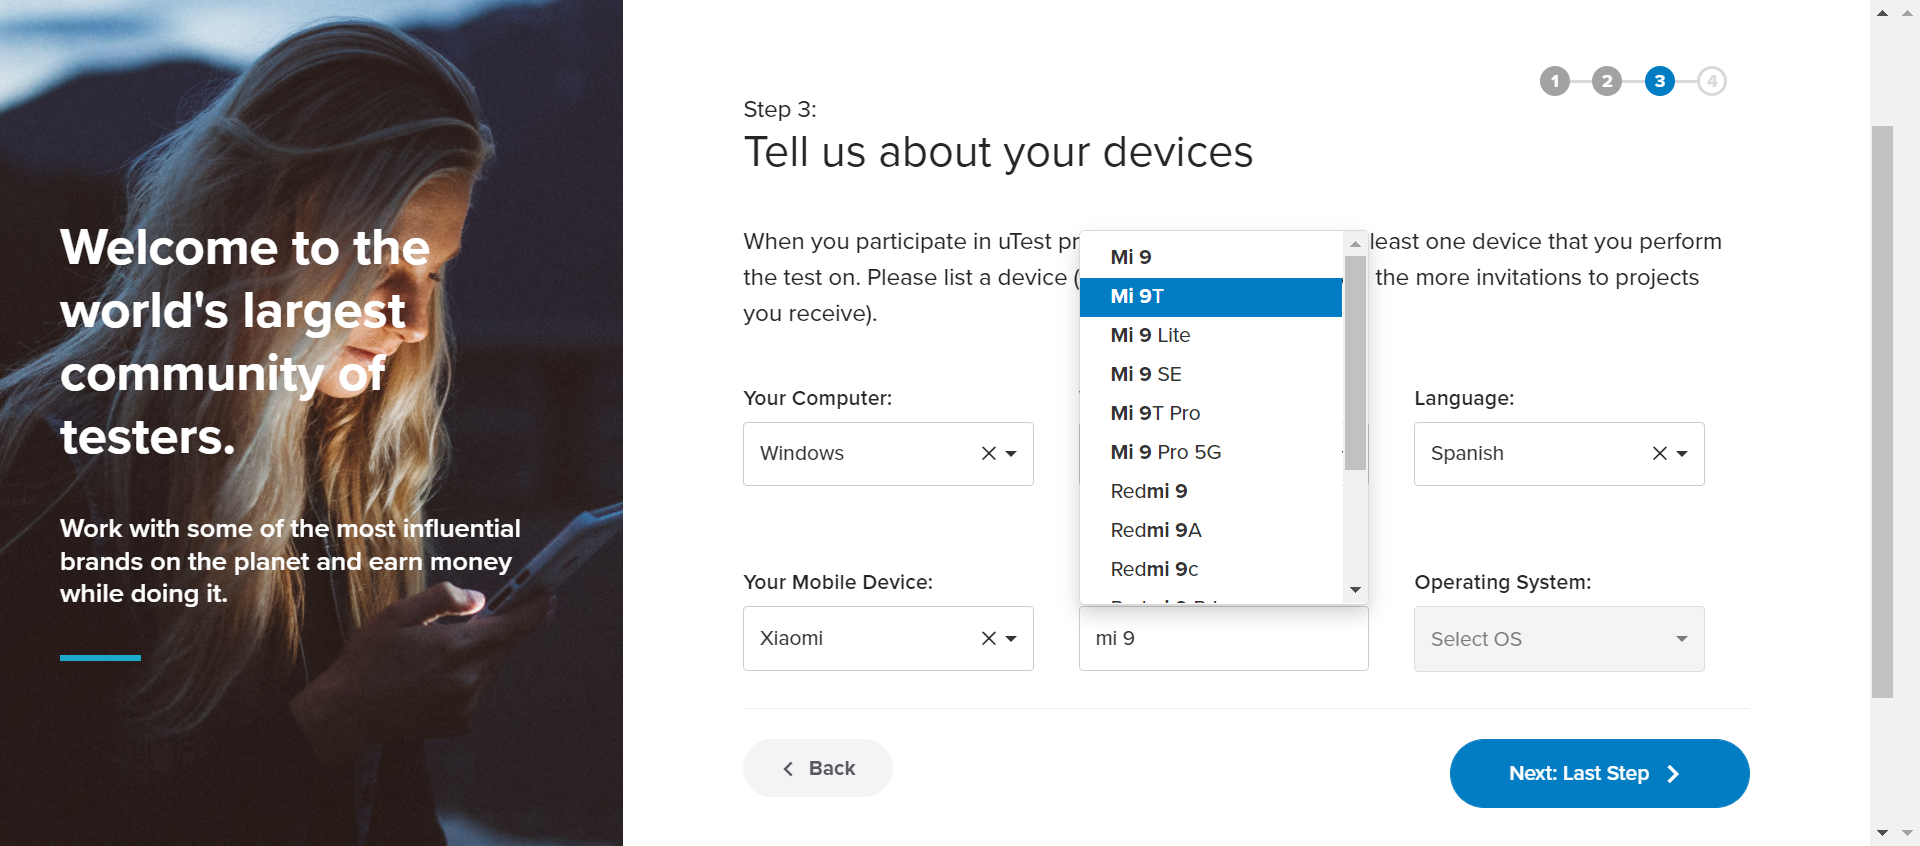 Welcome to the
world's largest
community of
testers.
Work with some of the most influential
brands on the planet and earn money
while doing it.
1 2 3 4
Step 3:
Tell us about your devices
When you participate in uTest pr least one device that you perform
the test on. Please list a device ( the more invitations to projects
you receive).
Mi 9
Mi 9T
Mi 9 Lite
Mi 9 SE
Mi 9T Pro
Mi 9 Pro 5G
Redmi 9
Redmi 9A
Redmi 9c
Your Computer:
Language:
Windows
Spanish
Your Mobile Device:
Operating System:
Xiaomi
mi 9
Select OS
Back
Next: Last Step